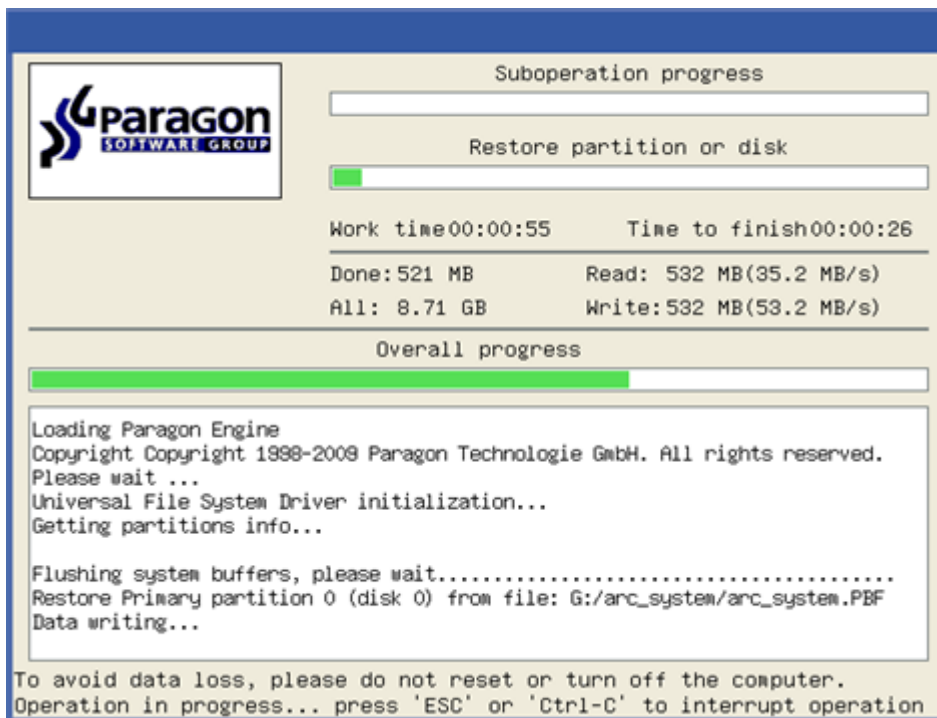 Paragon
SOFTWARE GROUP
Suboperation progress
Restore partition or disk
Work time00:00:55 Time to finish00:00:26
Done:521 MB Read: 532 MB(35.2 MB/s)
All: 8.71 GB Write:532 MB(53.2 MB/s)
Overall progress
Loading Paragon Engine
Copyright Copyright 1998-2009 Paragon Technologie GmbH. All rights reserved.
Please wait ...
Universal File System Driver initialization...
Getting partitions info...
Flushing system buffers, please wait.......................................
Restore Primary partition 0 (disk 0) from file: G:/arc_system/arc_system.PBF
Data writing...
To avoid data loss, please do not reset or turn off the computer.
Operation in progress... press 'ESC' or 'Ctrl-C' to interrupt operation